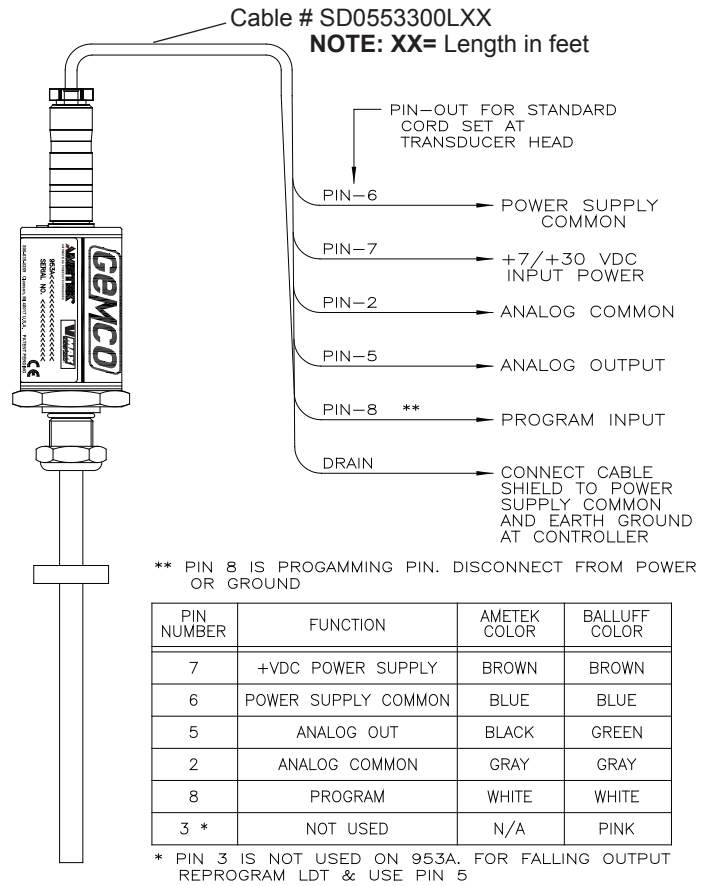 Cable # SD0553300LXX
NOTE: XX= Length in feet
PIN-OUT FOR STANDARD
CORD SET AT
TRANSDUCER HEAD
PIN-6
POWER SUPPLY
COMMON
PIN-7
+7/+30 VDC
INPUT POWER
PIN-2
ANALOG COMMON
PIN-5
ANALOG OUTPUT
PIN-8 **
PROGRAM INPUT
DRAIN
CONNECT CABLE
SHIELD TO POWER
SUPPLY COMMON
AND EARTH GROUND
AT CONTROLLER
GEMCO
AMETEK
VMAX
953A<<<<<<<<<<<<<<<
SERIAL NO. <<<<<<<<<<<<
CE
** PIN 8 IS PROGAMMING PIN. DISCONNECT FROM POWER
OR GROUND
PIN NUMBER FUNCTION AMETEK COLOR BALLUFF COLOR
7 +VDC POWER SUPPLY BROWN BROWN
6 POWER SUPPLY COMMON BLUE BLUE
5 ANALOG OUT BLACK GREEN
2 ANALOG COMMON GRAY GRAY
8 PROGRAM WHITE WHITE
3 * NOT USED N/A PINK
* PIN 3 IS NOT USED ON 953A. FOR FALLING OUTPUT
REPROGRAM LDT & USE PIN 5